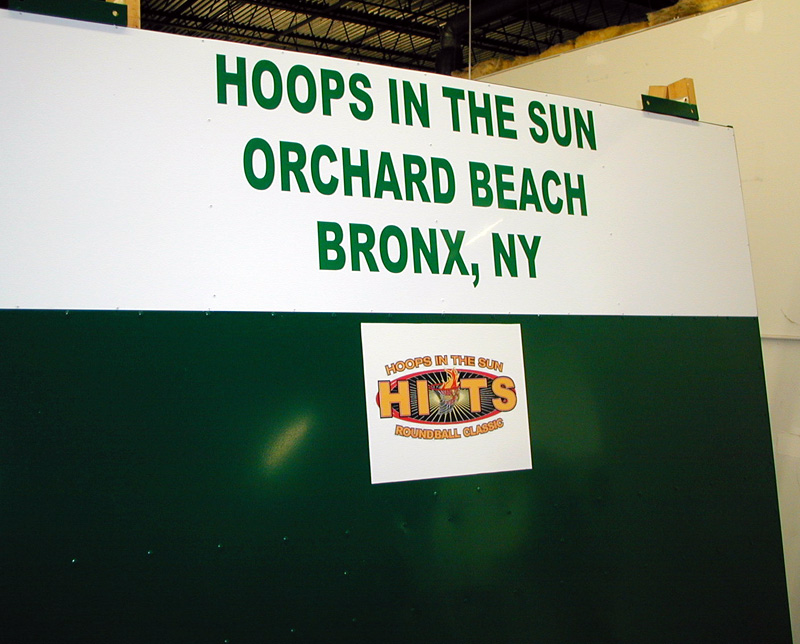 HOOPS IN THE SUN
ORCHARD BEACH
BRONX, NY
HOOPS IN THE SUN
HITS
ROUNDBALL CLASSIC